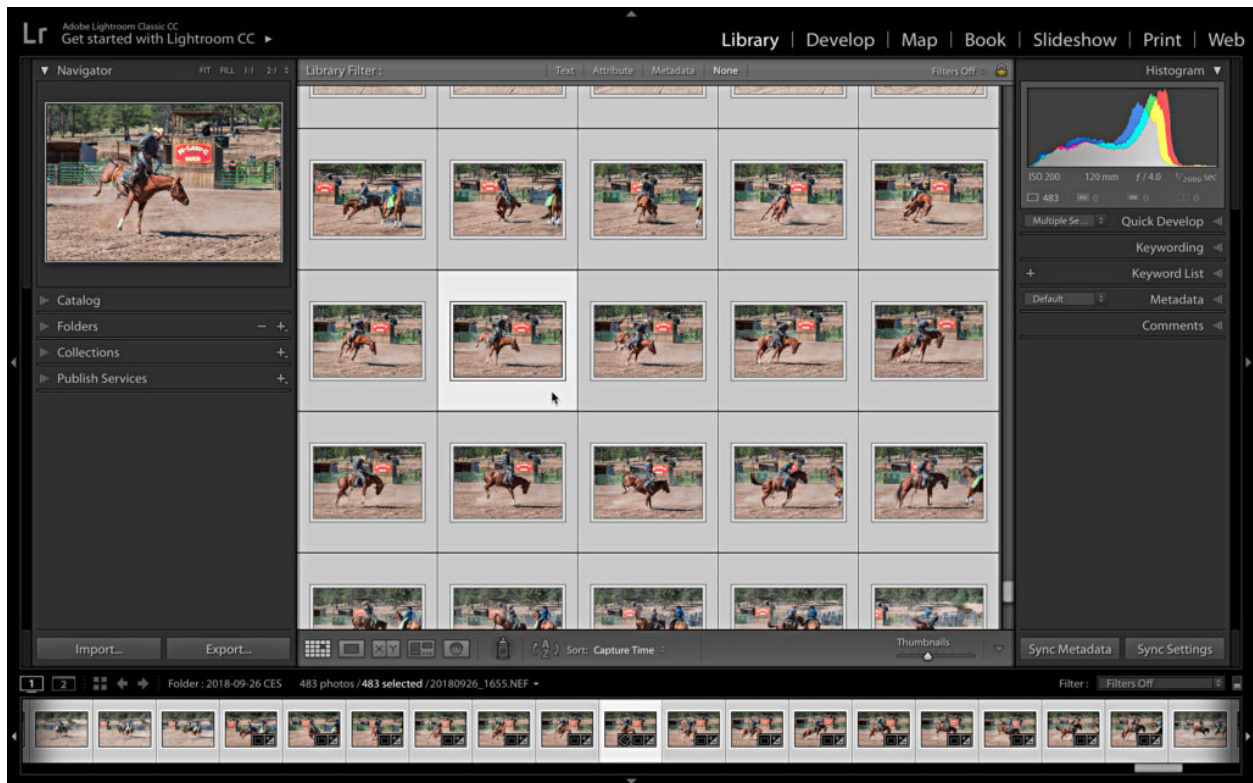 Lr
Adobe Lightroom Classic CC
Get started with Lightroom CC
Library | Develop | Map | Book | Slideshow | Print | Web
Navigator
FIT FILL 1:1 2:1
Library Filter :
Text Attribute Metadata None
Filters Off
Histogram
ISO 200 120 mm ƒ / 4.0 1/2000 sec
483 0 0 0
Multiple Se... Quick Develop
Keywording
+ Keyword List
Default Metadata
Comments
Catalog
Folders − +
Collections +
Publish Services +
Import... Export...
XY
Sort: Capture Time
Thumbnails
Sync Metadata Sync Settings
1 2
Folder : 2018-09-26 CES
483 photos / 483 selected / 20180926_1655.NEF
Filter : Filters Off